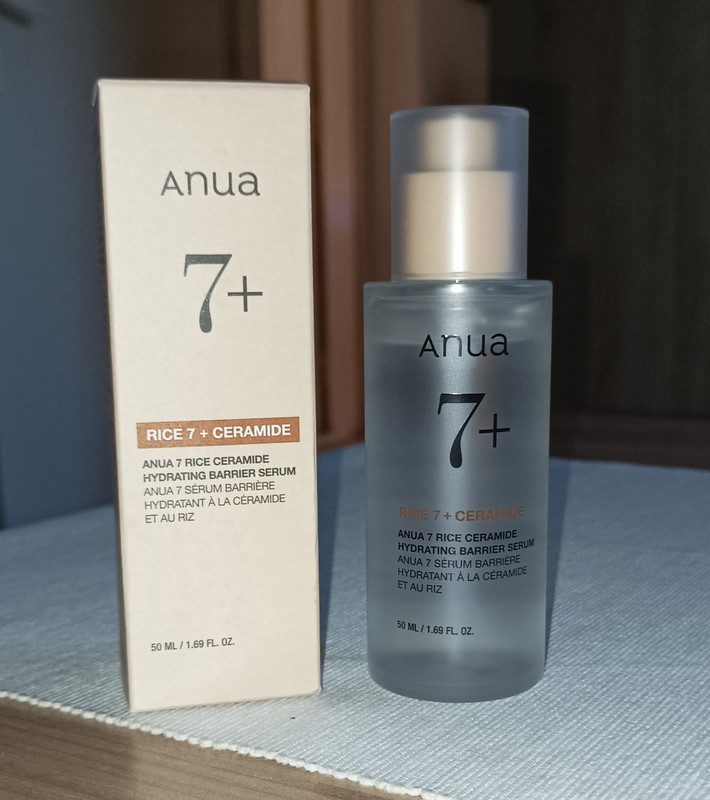 Anua
7+
RICE 7 + CERAMIDE
ANUA 7 RICE CERAMIDE
HYDRATING BARRIER SERUM
ANUA 7 SÉRUM BARRIÈRE
HYDRATANT À LA CÉRAMIDE
ET AU RIZ
50 ML / 1.69 FL. OZ.
Anua
7+
RICE 7 + CERAMIDE
ANUA 7 RICE CERAMIDE
HYDRATING BARRIER SERUM
ANUA 7 SÉRUM BARRIÈRE
HYDRATANT À LA CÉRAMIDE
ET AU RIZ
50 ML / 1.69 FL. OZ.